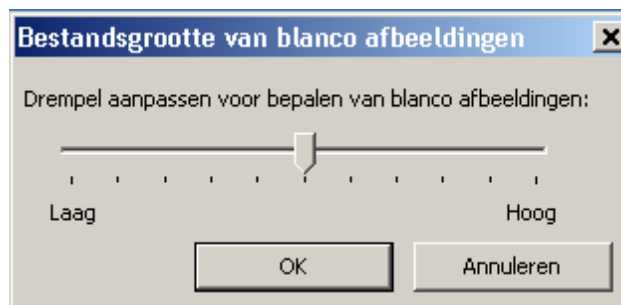 Bestandsgrootte van blanco afbeeldingen
Drempel aanpassen voor bepalen van blanco afbeeldingen:
Laag Hoog
OK Annuleren